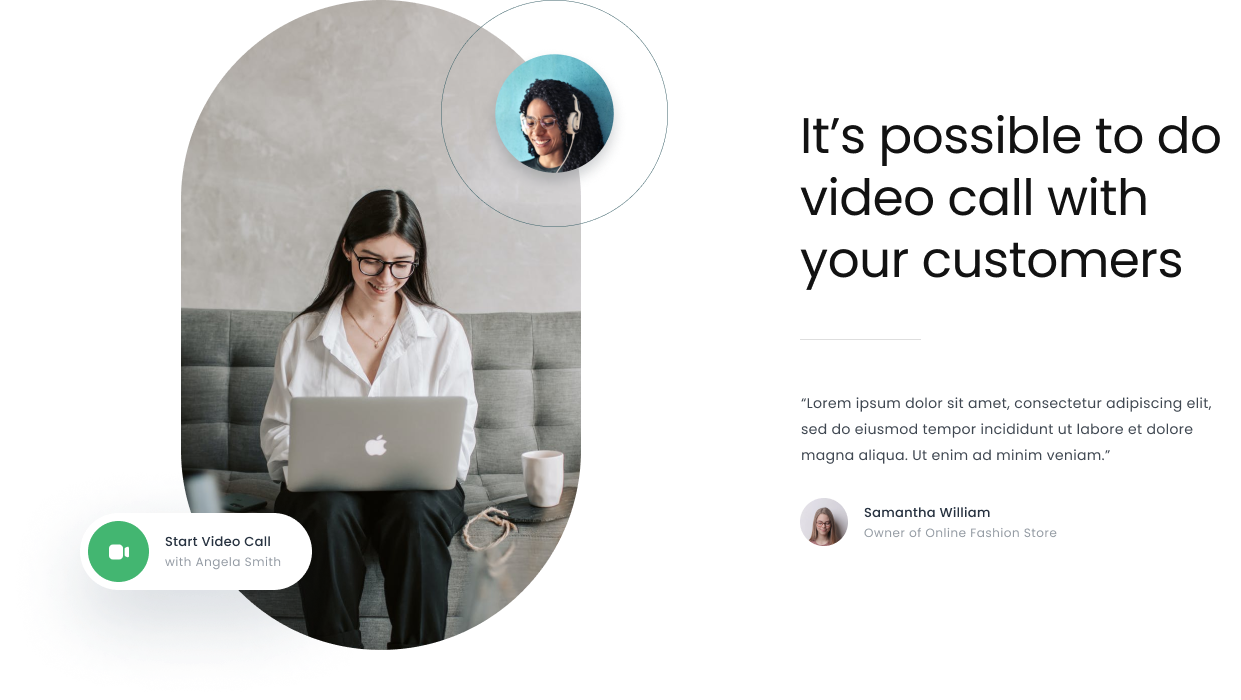 It’s possible to do
video call with
your customers
“Lorem ipsum dolor sit amet, consectetur adipiscing elit,
sed do eiusmod tempor incididunt ut labore et dolore
magna aliqua. Ut enim ad minim veniam.”
Samantha William
Owner of Online Fashion Store
Start Video Call
with Angela Smith